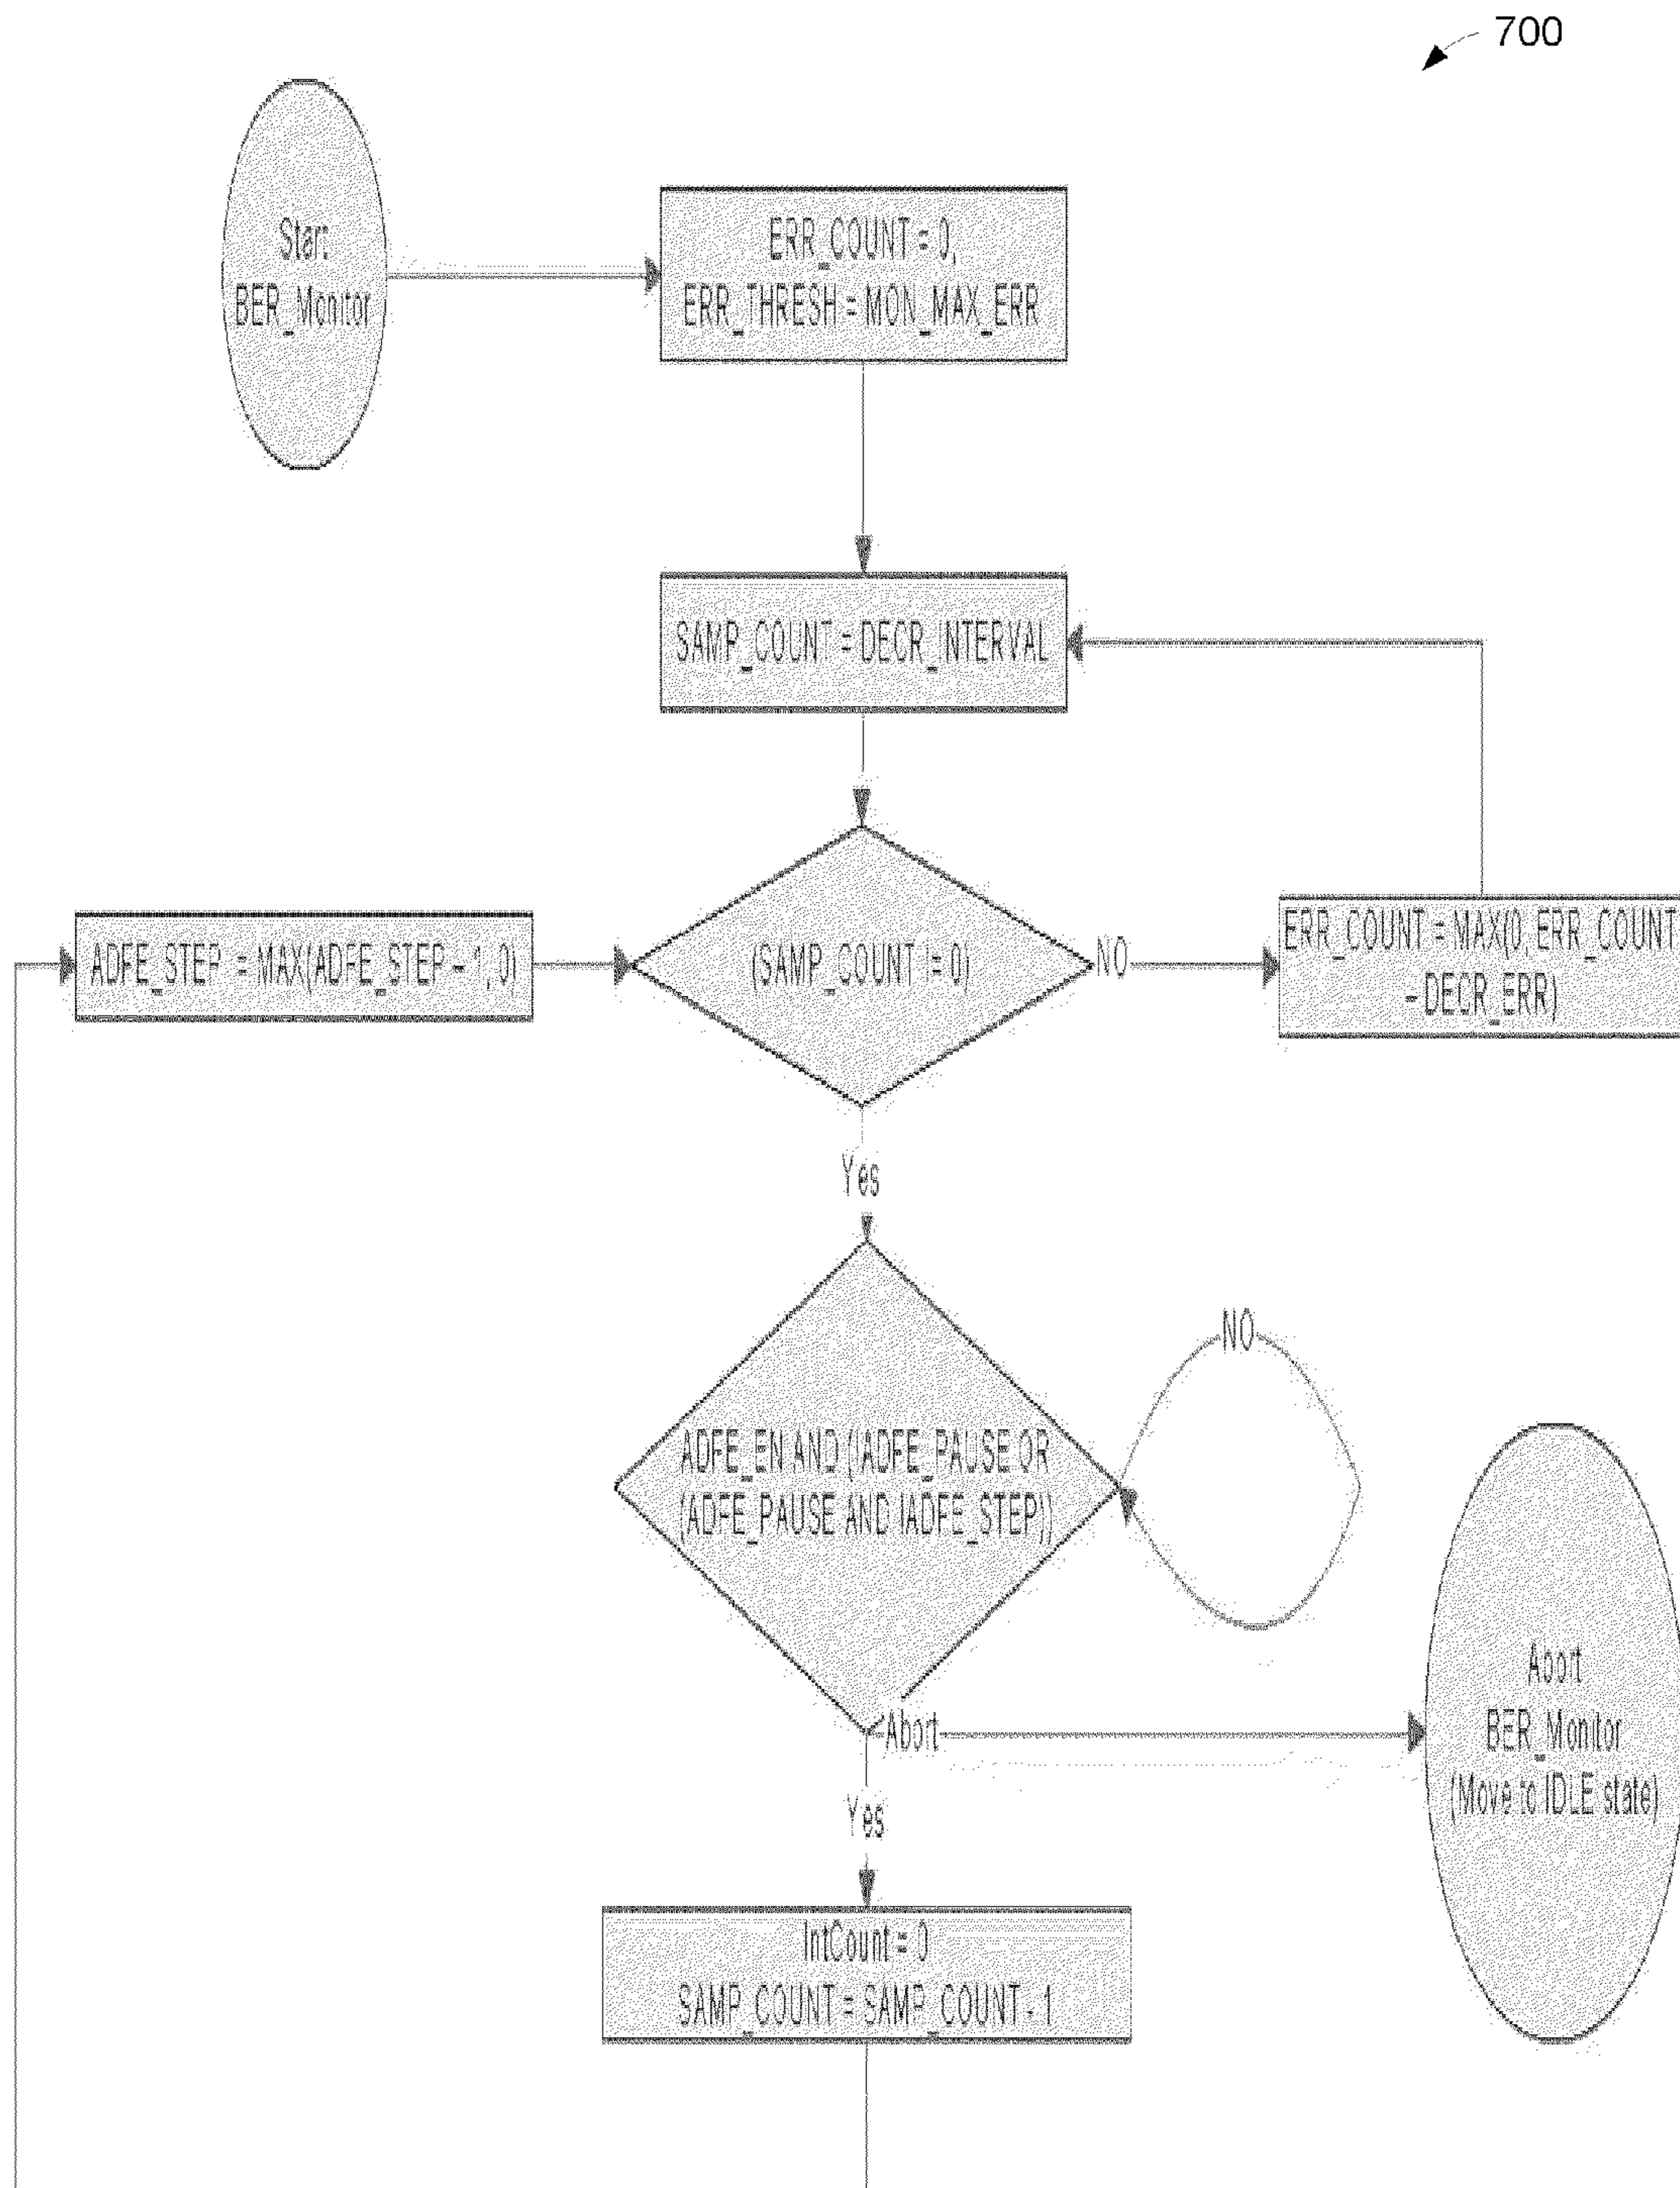 700
Start
BER_Monitor
ERR_COUNT = 0,
ERR_THRESH = MON_MAX_ERR
SAMP_COUNT = DECR_INTERVAL
ADFE_STEP = MAX(ADFE_STEP - 1, 0)
(SAMP_COUNT != 0)
NO
ERR_COUNT = MAX(0, ERR_COUNT
- DECR_ERR)
Yes
NO
ADFE_EN AND (!ADFE_PAUSE OR
(ADFE_PAUSE AND !ADFE_STEP))
Abort
Abort
BER_Monitor
(Move to IDLE state)
Yes
IntCount = 0
SAMP_COUNT = SAMP_COUNT - 1